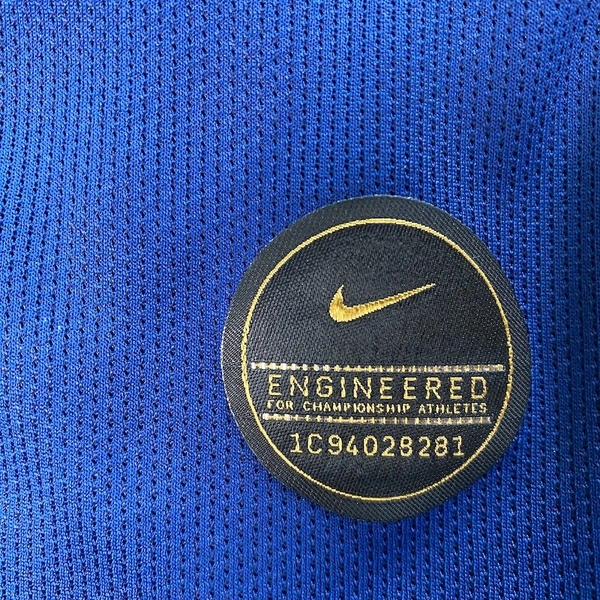 ENGINEERED
FOR CHAMPIONSHIP ATHLETES
1C94028281